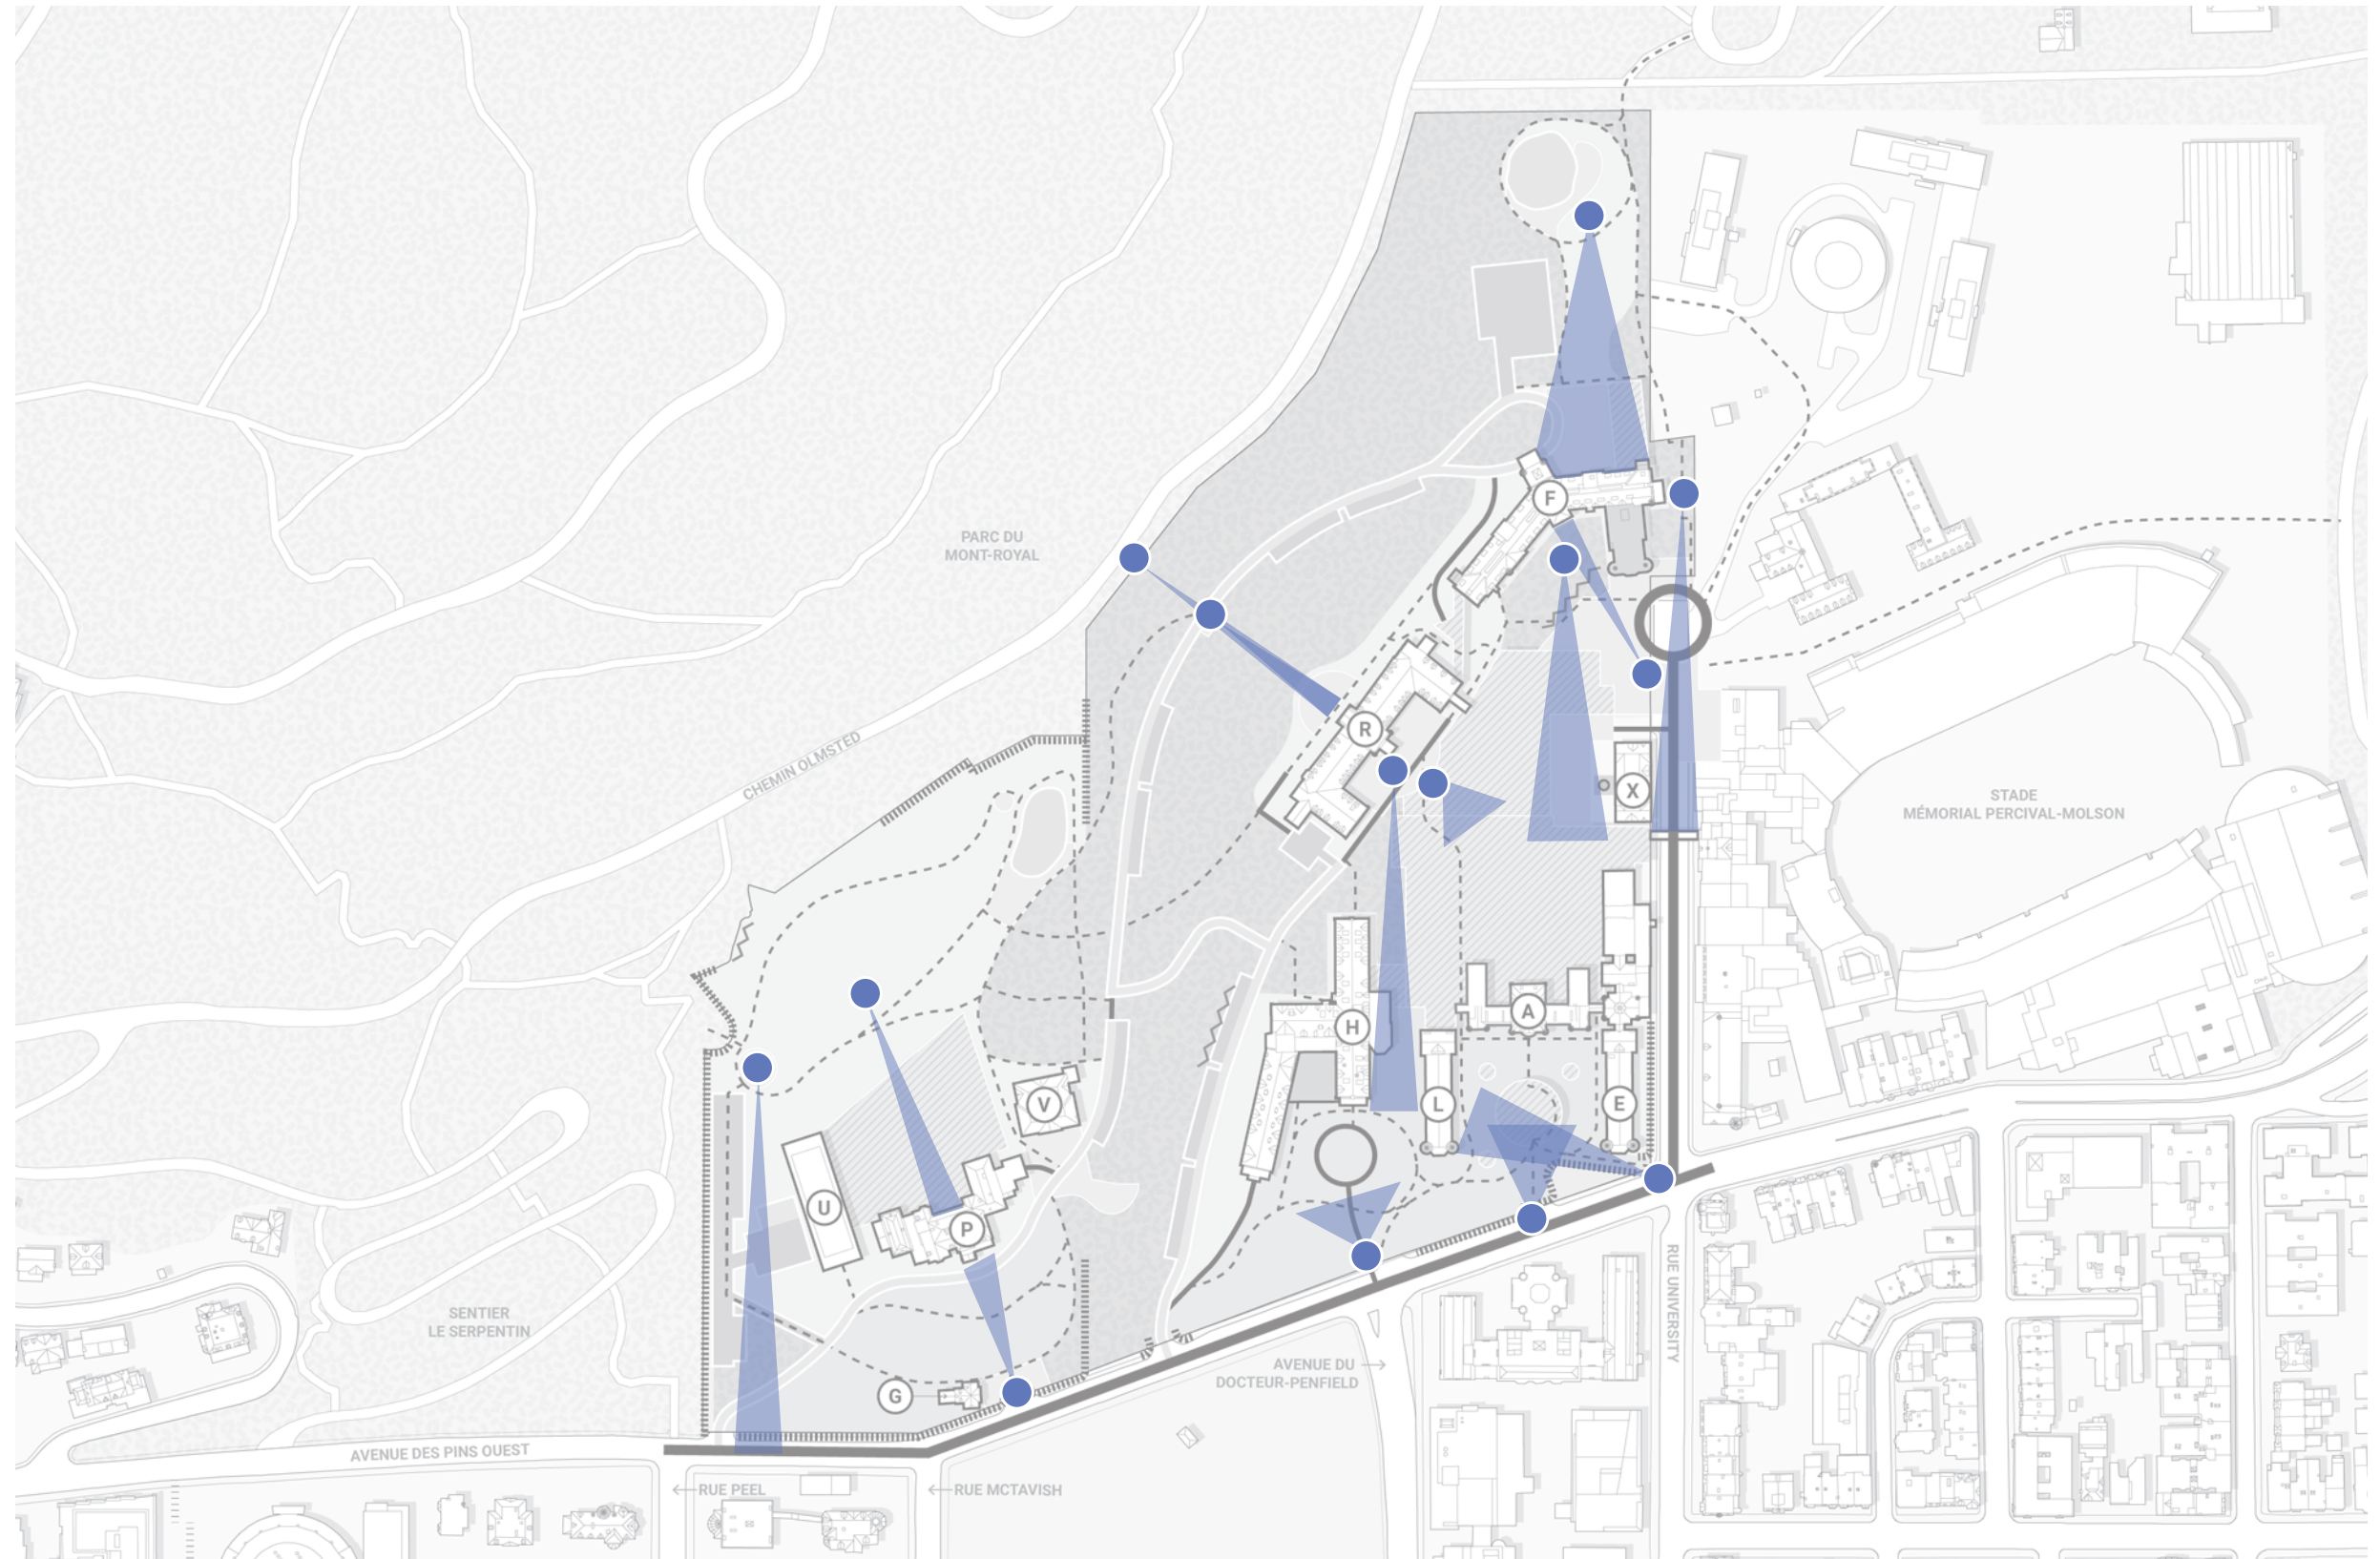 F
PARC DU
MONT-ROYAL
R
CHEMIN OLMSTED
X
STADE
MÉMORIAL PERCIVAL-MOLSON
A
H
V
L
E
U
P
SENTIER
LE SERPENTIN
RUE UNIVERSITY
AVENUE DU
DOCTEUR-PENFIELD
G
AVENUE DES PINS OUEST
RUE PEEL
RUE MCTAVISH